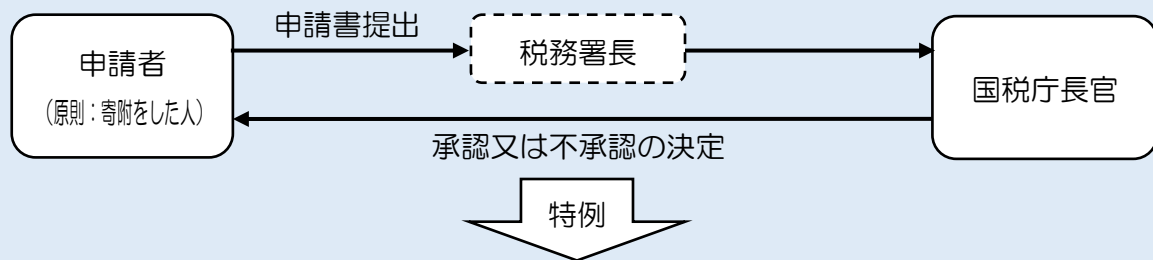 申請書提出
申請者
(原則：寄附をした人)
税務署長
国税庁長官
承認又は不承認の決定
特例